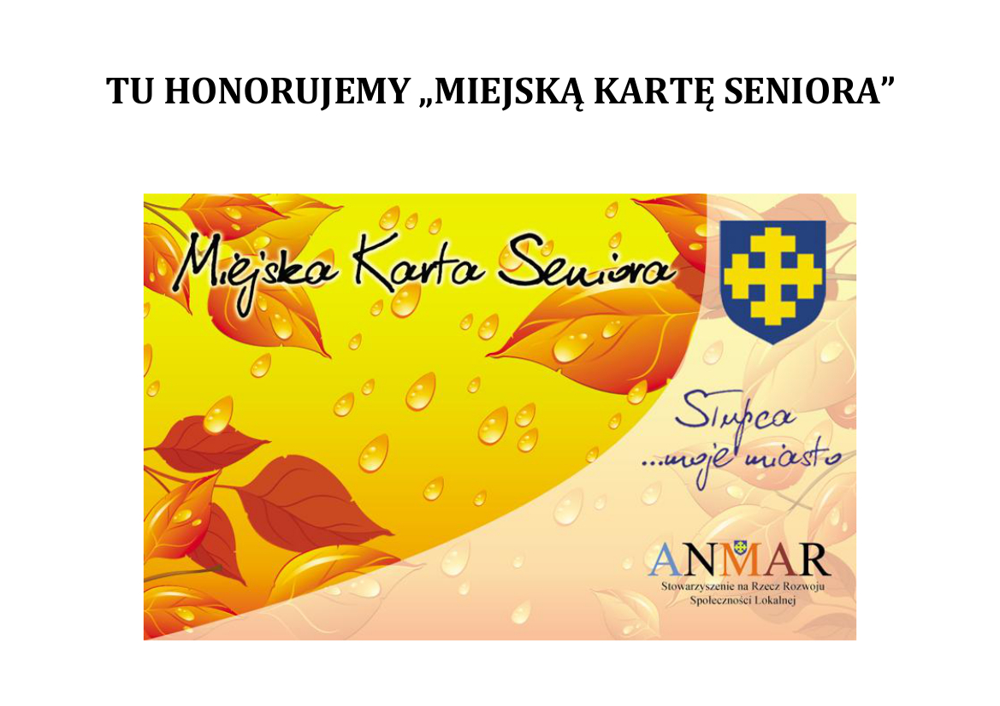 TU HONORUJEMY „MIEJSKĄ KARTĘ SENIORA”
Miejska Karta Seniora
Słupca
...moje miasto
ANMAR
Stowarzyszenie na Rzecz Rozwoju
Społeczności Lokalnej